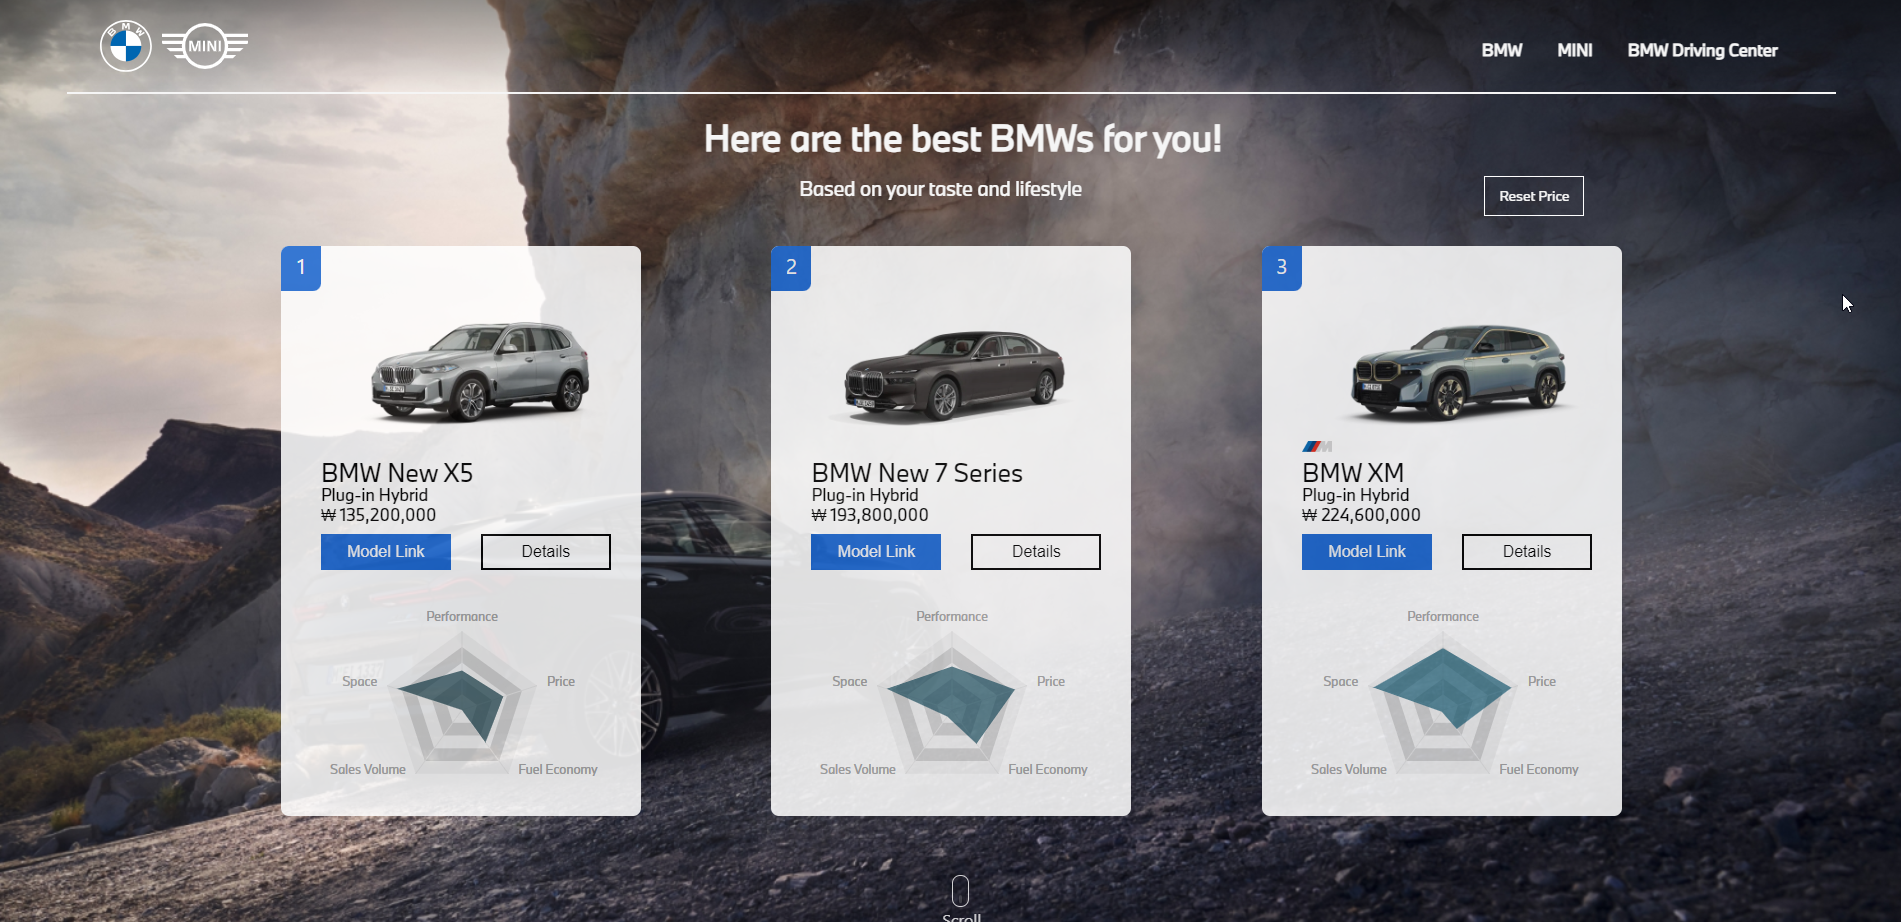 BMW
MINI
BMW
MINI
BMW Driving Center
Here are the best BMWs for you!
Based on your taste and lifestyle
Reset Price
1
BMW New X5
Plug-in Hybrid
₩ 135,200,000
Model Link
Details
Performance
Space
Price
Sales Volume
Fuel Economy
2
BMW New 7 Series
Plug-in Hybrid
₩ 193,800,000
Model Link
Details
Performance
Space
Price
Sales Volume
Fuel Economy
3
M
BMW XM
Plug-in Hybrid
₩ 224,600,000
Model Link
Details
Performance
Space
Price
Sales Volume
Fuel Economy
Scroll